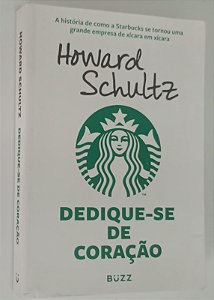 A história de como a Starbucks se tornou uma
grande empresa de xícara em xícara
Howard
Schultz
TM
DEDIQUE-SE
DE
CORAÇÃO
BUZZ
HOWARD SCHULTZ DEDIQUE-SE DE CORAÇÃO